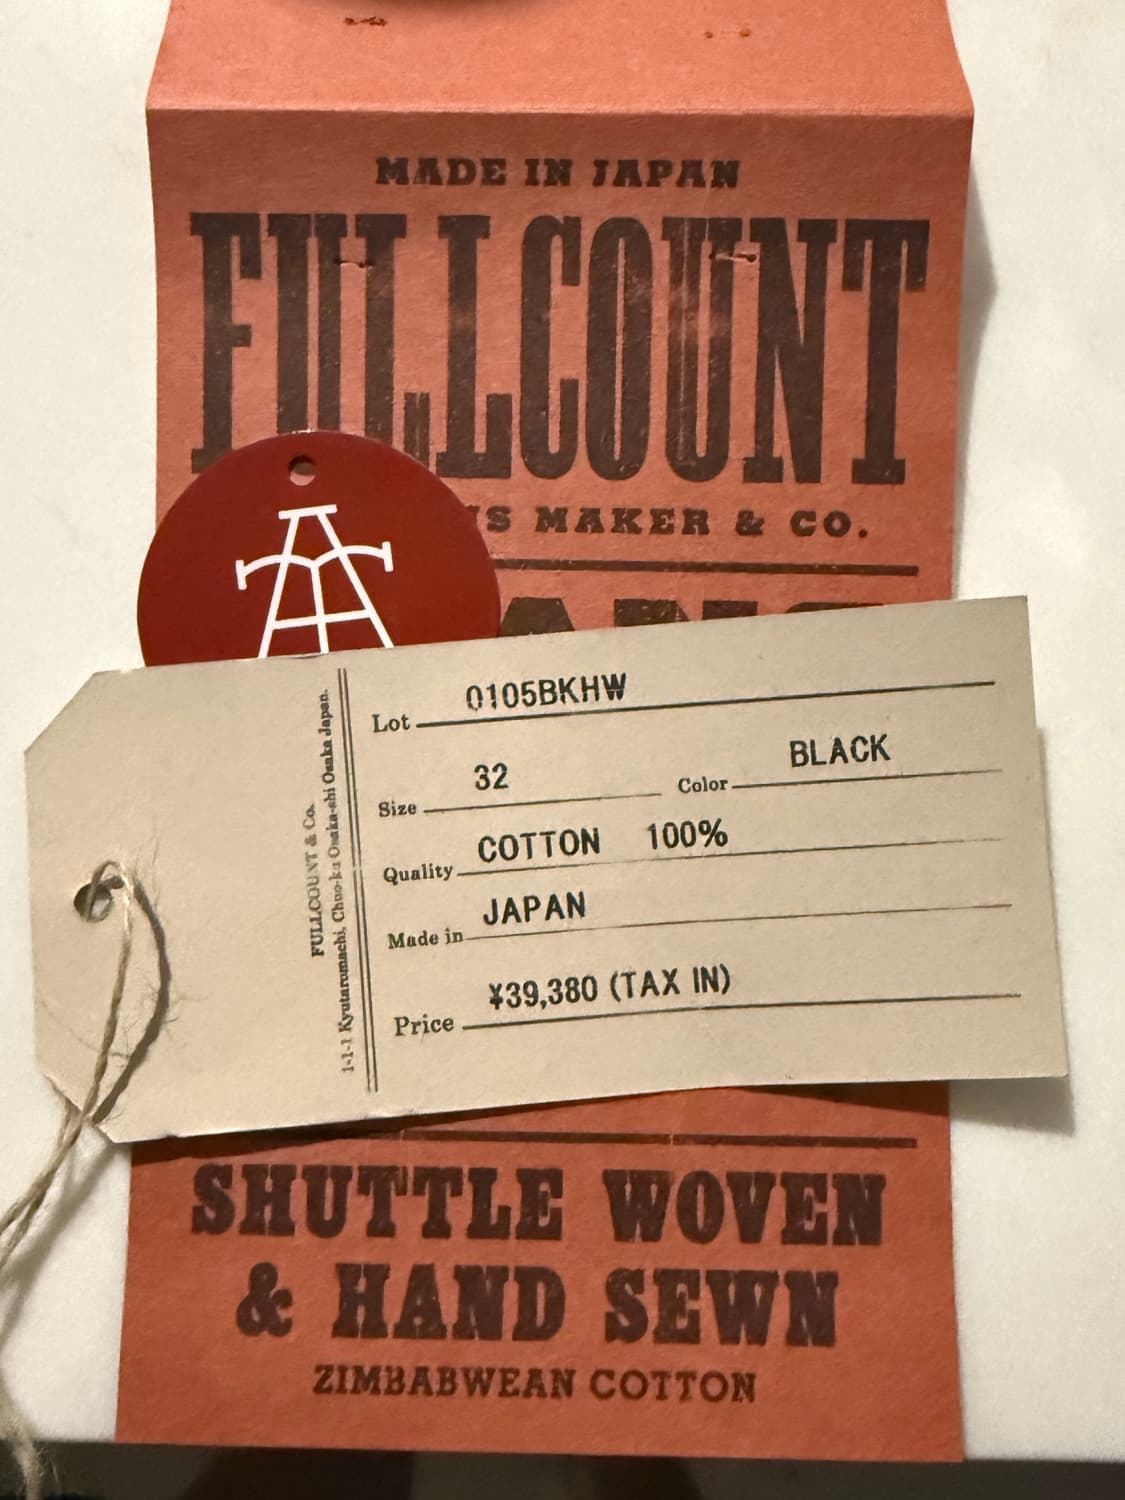 MADE IN JAPAN
FULLCOUNT
MAKER & CO.
Lot 0105BKHW
Size 32 Color BLACK
Quality COTTON 100%
Made in JAPAN
Price ¥39,380 (TAX IN)
FULLCOUNT & Co.
1-1-1 Kyutaromachi, Chuo-ku Osaka-shi Osaka Japan.
SHUTTLE WOVEN
& HAND SEWN
ZIMBABWEAN COTTON